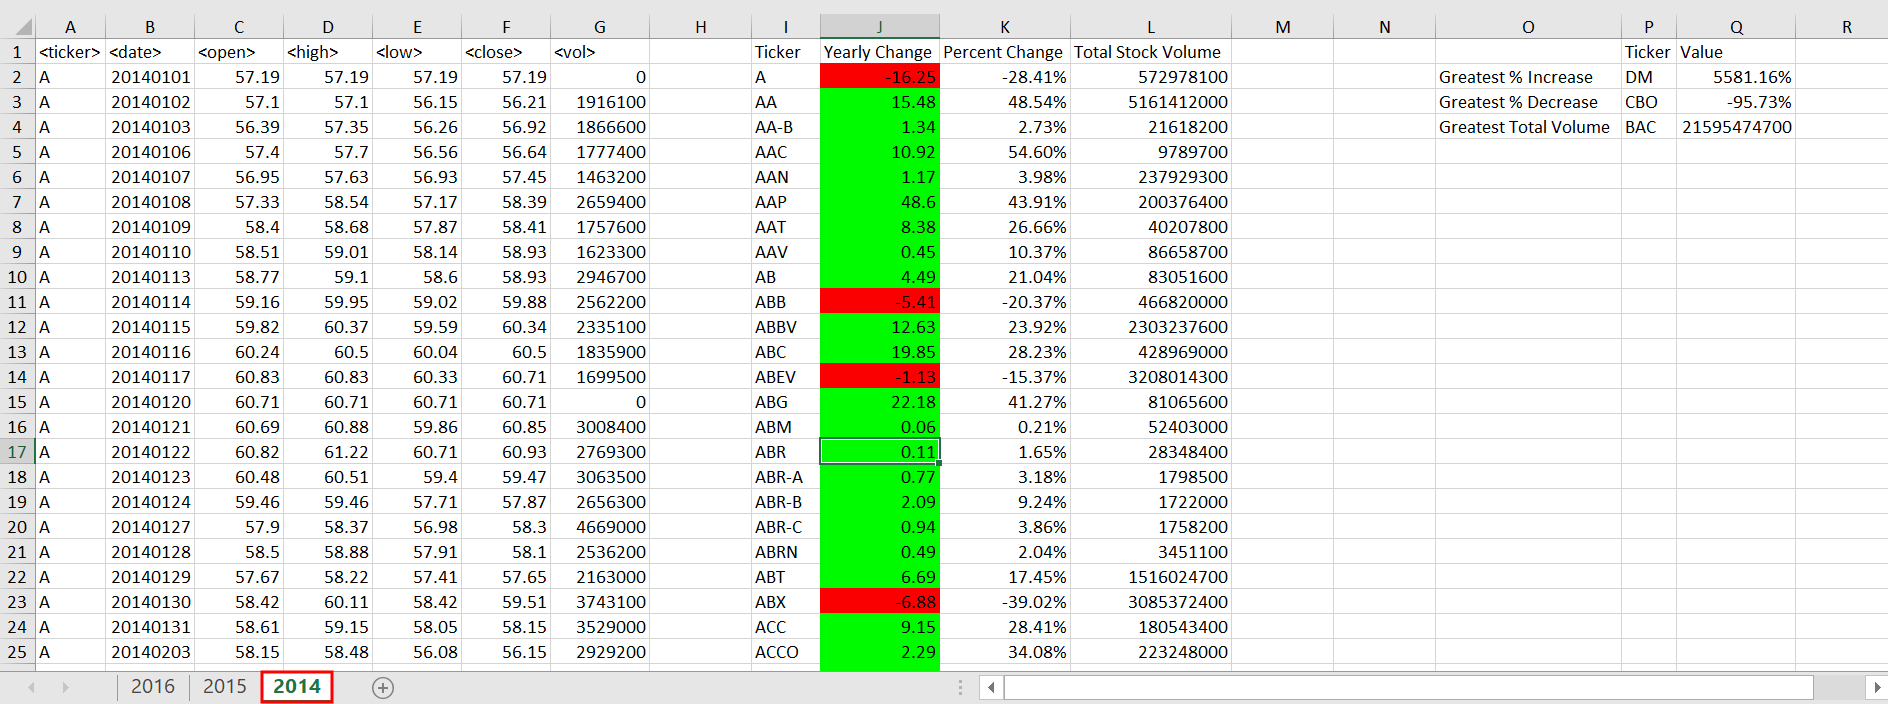 A B C D E F G H I J K L M N O P Q R
1 <ticker> <date> <open> <high> <low> <close> <vol> Ticker Yearly Change Percent Change Total Stock Volume Ticker Value
2 A 20140101 57.19 57.19 57.19 57.19 0 A -16.25 -28.41% 572978100 Greatest % Increase DM 5581.16%
3 A 20140102 57.1 57.1 56.15 56.21 1916100 AA 15.48 48.54% 5161412000 Greatest % Decrease CBO -95.73%
4 A 20140103 56.39 57.35 56.26 56.92 1866600 AA-B 1.34 2.73% 21618200 Greatest Total Volume BAC 21595474700
5 A 20140106 57.4 57.7 56.56 56.64 1777400 AAC 10.92 54.60% 9789700
6 A 20140107 56.95 57.63 56.93 57.45 1463200 AAN 1.17 3.98% 237929300
7 A 20140108 57.33 58.54 57.17 58.39 2659400 AAP 48.6 43.91% 200376400
8 A 20140109 58.4 58.68 57.87 58.41 1757600 AAT 8.38 26.66% 40207800
9 A 20140110 58.51 59.01 58.14 58.93 1623300 AAV 0.45 10.37% 86658700
10 A 20140113 58.77 59.1 58.6 58.93 2946700 AB 4.49 21.04% 83051600
11 A 20140114 59.16 59.95 59.02 59.88 2562200 ABB -5.41 -20.37% 466820000
12 A 20140115 59.82 60.37 59.59 60.34 2335100 ABBV 12.63 23.92% 2303237600
13 A 20140116 60.24 60.5 60.04 60.5 1835900 ABC 19.85 28.23% 428969000
14 A 20140117 60.83 60.83 60.33 60.71 1699500 ABEV -1.13 -15.37% 3208014300
15 A 20140120 60.71 60.71 60.71 60.71 0 ABG 22.18 41.27% 81065600
16 A 20140121 60.69 60.88 59.86 60.85 3008400 ABM 0.06 0.21% 52403000
17 A 20140122 60.82 61.22 60.71 60.93 2769300 ABR 0.11 1.65% 28348400
18 A 20140123 60.48 60.51 59.4 59.47 3063500 ABR-A 0.77 3.18% 1798500
19 A 20140124 59.46 59.46 57.71 57.87 2656300 ABR-B 2.09 9.24% 1722000
20 A 20140127 57.9 58.37 56.98 58.3 4669000 ABR-C 0.94 3.86% 1758200
21 A 20140128 58.5 58.88 57.91 58.1 2536200 ABRN 0.49 2.04% 3451100
22 A 20140129 57.67 58.22 57.41 57.65 2163000 ABT 6.69 17.45% 1516024700
23 A 20140130 58.42 60.11 58.42 59.51 3743100 ABX -6.88 -39.02% 3085372400
24 A 20140131 58.61 59.15 58.05 58.15 3529000 ACC 9.15 28.41% 180543400
25 A 20140203 58.15 58.48 56.08 56.15 2929200 ACCO 2.29 34.08% 223248000
2016 2015 2014